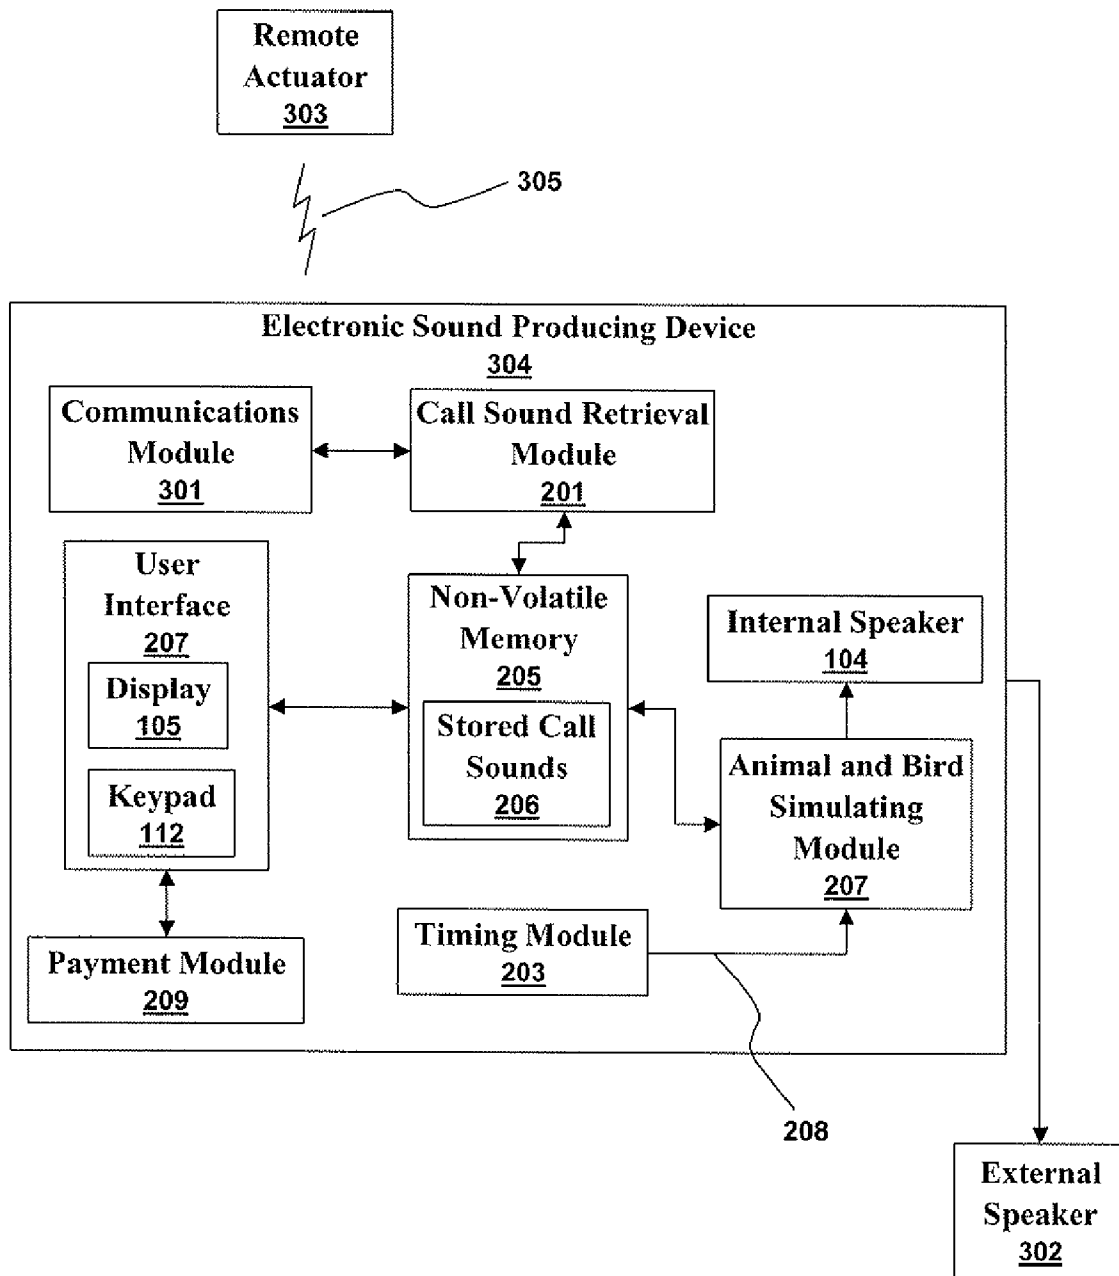 Remote
Actuator
303
305
Electronic Sound Producing Device
304
Communications
Module
301
Call Sound Retrieval
Module
201
User
Interface
207
Display
105
Keypad
112
Non-Volatile
Memory
205
Stored Call
Sounds
206
Internal Speaker
104
Animal and Bird
Simulating
Module
207
Timing Module
203
Payment Module
209
208
External
Speaker
302